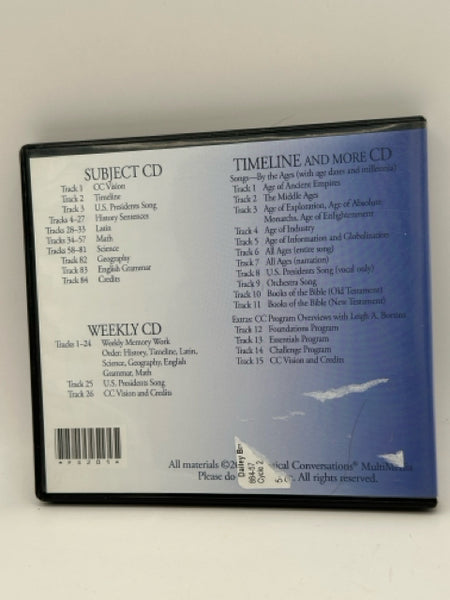 SUBJECT CD
Track 1 CC Vision
Track 2 Timeline
Track 3 U.S. Presidents Song
Tracks 4–27 History Sentences
Tracks 28–33 Latin
Tracks 34–57 Math
Tracks 58–81 Science
Track 82 Geography
Track 83 English Grammar
Track 84 Credits
WEEKLY CD
Tracks 1–24 Weekly Memory Work
Order: History, Timeline, Latin,
Science, Geography, English
Grammar, Math
Track 25 U.S. Presidents Song
Track 26 CC Vision and Credits
TIMELINE AND MORE CD
Songs—By the Ages (with age dates and millennia)
Track 1 Age of Ancient Empires
Track 2 The Middle Ages
Track 3 Age of Exploration, Age of Absolute
Monarchs, Age of Enlightenment
Track 4 Age of Industry
Track 5 Age of Information and Globalization
Track 6 All Ages (entire song)
Track 7 All Ages (narration)
Track 8 U.S. Presidents Song (vocal only)
Track 9 Orchestra Song
Track 10 Books of the Bible (Old Testament)
Track 11 Books of the Bible (New Testament)
Extras: CC Program Overviews with Leigh A. Bortins
Track 12 Foundations Program
Track 13 Essentials Program
Track 14 Challenge Program
Track 15 CC Vision and Credits
All materials ©20 ical Conversations® MultiMedia
Please do All rights reserved.
Cycle 2